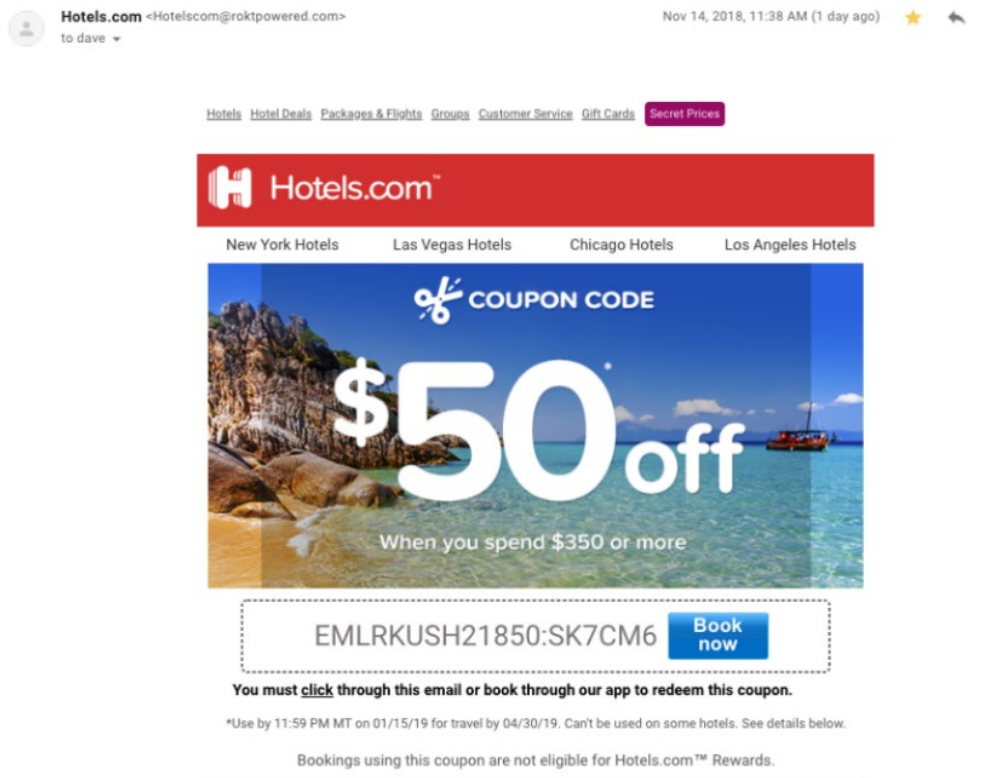 Hotels.com <Hotelscom@roktpowered.com> Nov 14, 2018, 11:38 AM (1 day ago)
to dave
Hotels Hotel Deals Packages & Flights Groups Customer Service Gift Cards Secret Prices
Hotels.com™
New York Hotels Las Vegas Hotels Chicago Hotels Los Angeles Hotels
COUPON CODE
$50* off
When you spend $350 or more
EMLRKUSH21850:SK7CM6 Book now
You must click through this email or book through our app to redeem this coupon.
*Use by 11:59 PM MT on 01/15/19 for travel by 04/30/19. Can't be used on some hotels. See details below.
Bookings using this coupon are not eligible for Hotels.com™ Rewards.